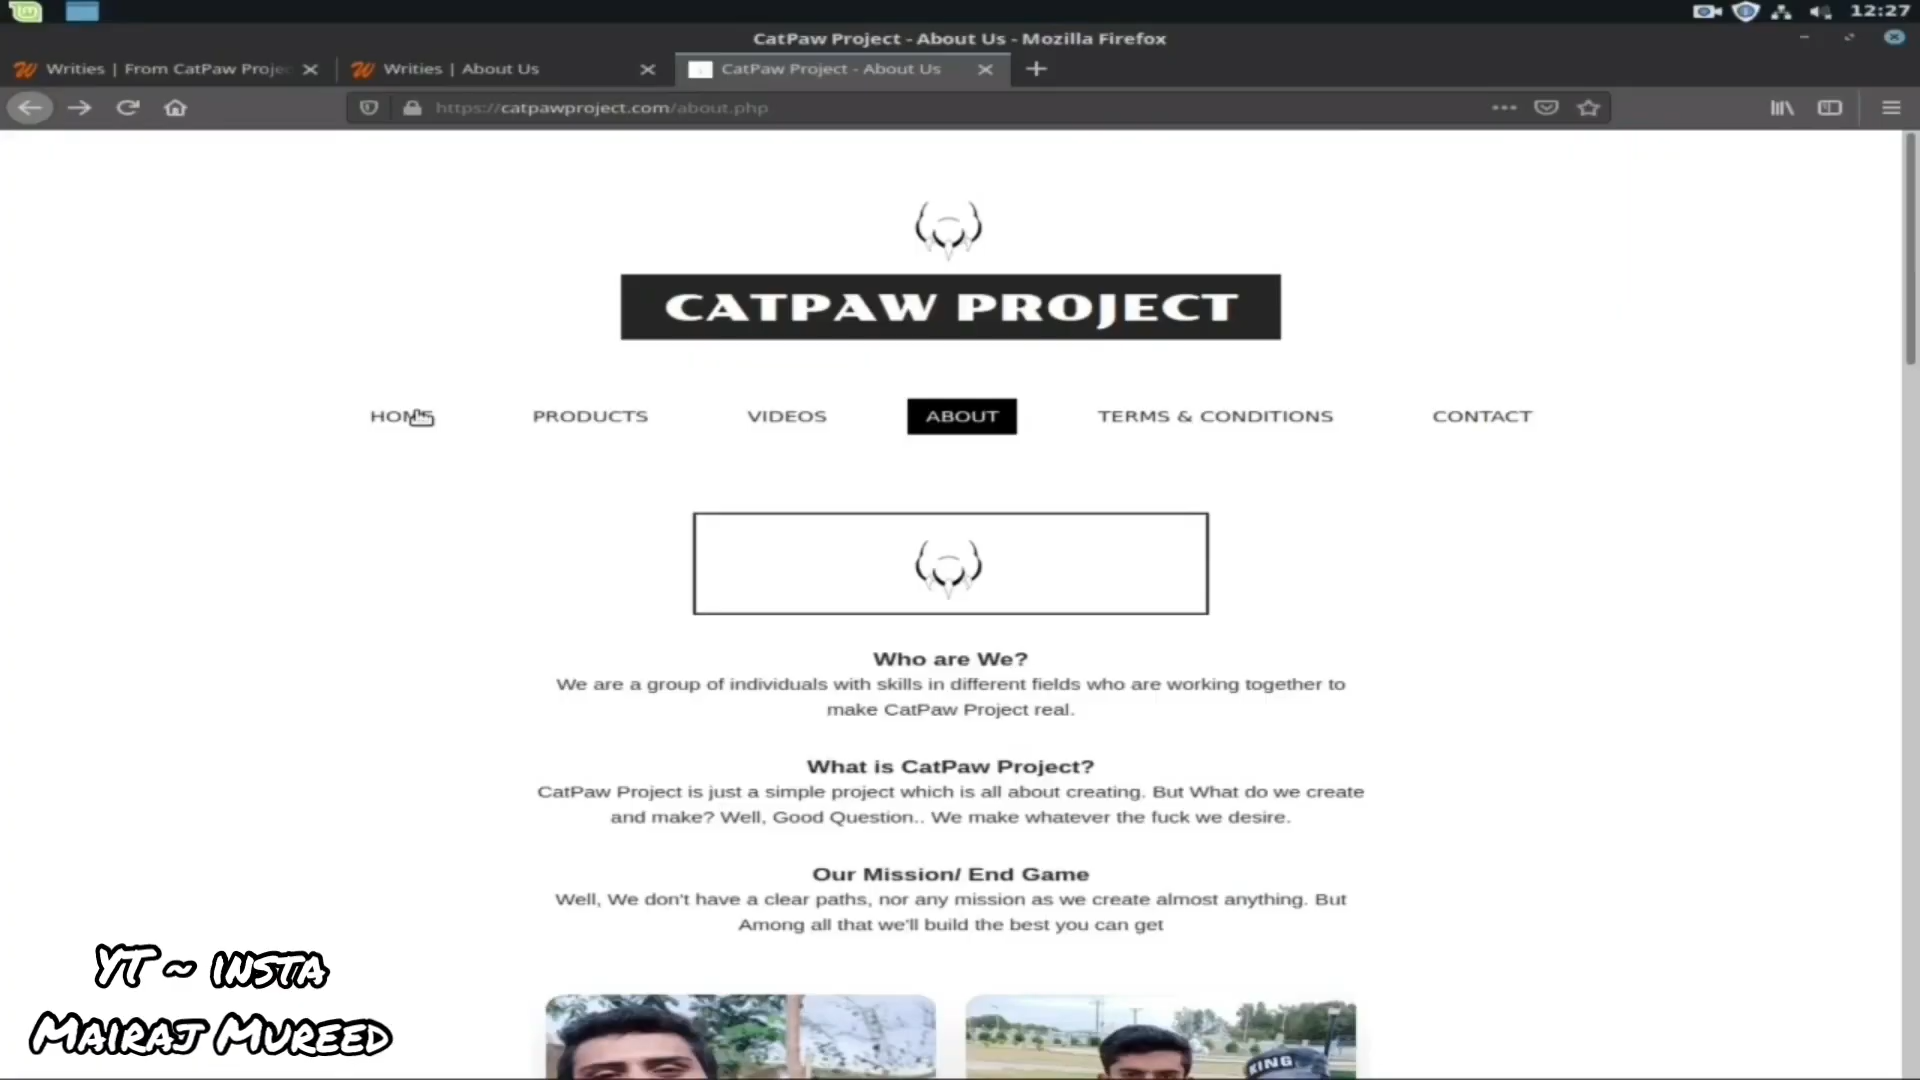 12:27
CatPaw Project - About Us - Mozilla Firefox
Writies | From CatPaw Proje
Writies | About Us
CatPaw Project - About Us
https://catpawproject.com/about.php
CATPAW PROJECT
HOME
PRODUCTS
VIDEOS
ABOUT
TERMS & CONDITIONS
CONTACT
Who are We?
We are a group of individuals with skills in different fields who are working together to
make CatPaw Project real.
What is CatPaw Project?
CatPaw Project is just a simple project which is all about creating. But What do we create
and make? Well, Good Question.. We make whatever the fuck we desire.
Our Mission/ End Game
Well, We don't have a clear paths, nor any mission as we create almost anything. But
Among all that we'll build the best you can get
KING
YT ~ insta
Mairaj Mureed